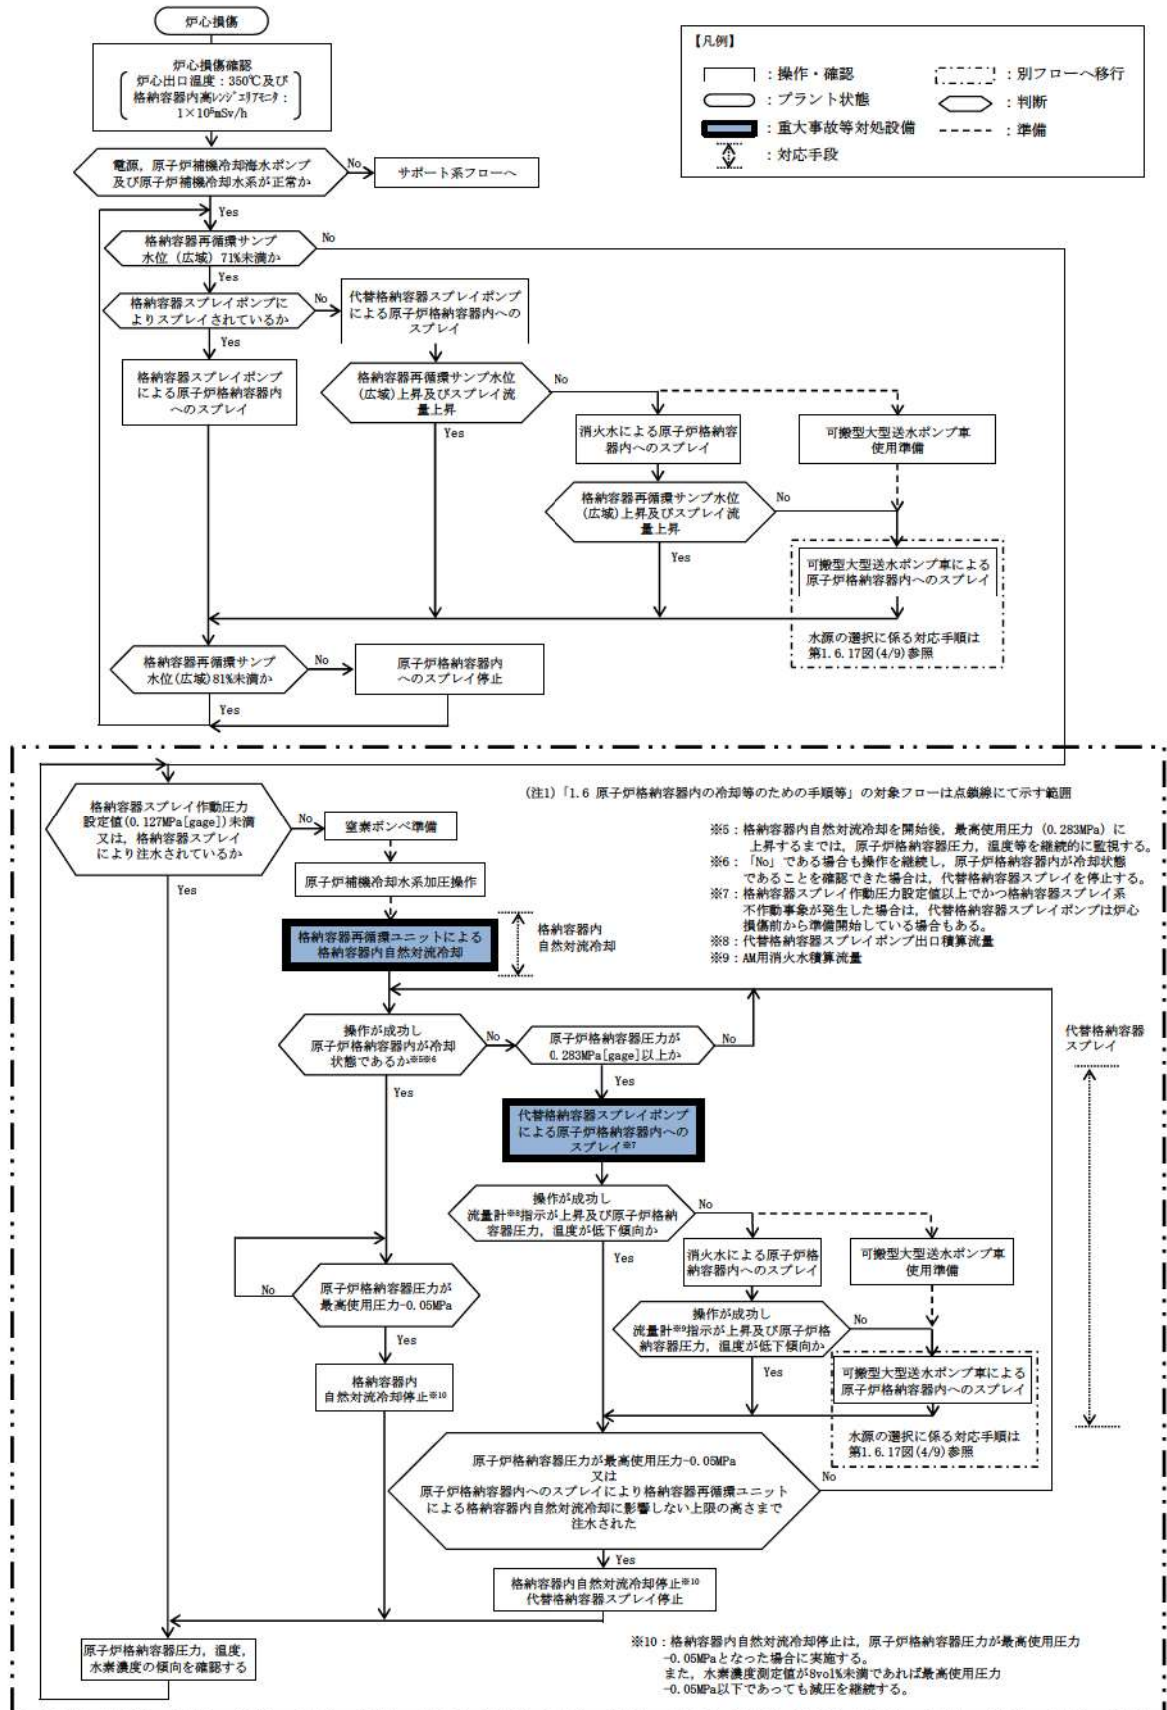 炉心損傷
炉心損傷確認
炉心出口温度：350℃及び
格納容器内高ﾚﾝｼﾞｴﾘｱﾓﾆﾀ：
1×10⁵mSv/h
【凡例】
：操作・確認
：別フローへ移行
：プラント状態
：判断
：重大事故等対処設備
：準備
：対応手段
電源，原子炉補機冷却海水ポンプ
及び原子炉補機冷却水系が正常か
No
サポート系フローへ
Yes
格納容器再循環サンプ
水位（広域）71%未満か
No
Yes
格納容器スプレイポンプに
よりスプレイされているか
No
代替格納容器スプレイポンプ
による原子炉格納容器内への
スプレイ
Yes
格納容器スプレイポンプ
による原子炉格納容器内
へのスプレイ
格納容器再循環サンプ水位
(広域)上昇及びスプレイ流
量上昇
No
Yes
消火水による原子炉格納容
器内へのスプレイ
可搬型大型送水ポンプ車
使用準備
格納容器再循環サンプ水位
(広域)上昇及びスプレイ流
量上昇
No
Yes
可搬型大型送水ポンプ車による
原子炉格納容器内へのスプレイ
水源の選択に係る対応手順は
第1.6.17図(4/9)参照
格納容器再循環サンプ
水位(広域)81%未満か
No
原子炉格納容器内
へのスプレイ停止
Yes
(注1)「1.6 原子炉格納容器内の冷却等のための手順等」の対象フローは点鎖線にて示す範囲
格納容器スプレイ作動圧力
設定値(0.127MPa[gage])未満
又は，格納容器スプレイ
により注水されているか
No
窒素ボンベ準備
Yes
原子炉補機冷却水系加圧操作
格納容器再循環ユニットによる
格納容器内自然対流冷却
格納容器内
自然対流冷却
※5：格納容器内自然対流冷却を開始後，最高使用圧力（0.283MPa）に
上昇するまでは，原子炉格納容器圧力，温度等を継続的に監視する。
※6：「No」である場合も操作を継続し，原子炉格納容器内が冷却状態
であることを確認できた場合は，代替格納容器スプレイを停止する。
※7：格納容器スプレイ作動圧力設定値以上でかつ格納容器スプレイ系
不作動事象が発生した場合は，代替格納容器スプレイポンプは炉心
損傷前から準備開始している場合もある。
※8：代替格納容器スプレイポンプ出口積算流量
※9：AM用消火水積算流量
操作が成功し
原子炉格納容器内が冷却
状態であるか※5※6
No
原子炉格納容器圧力が
0.283MPa[gage]以上か
No
代替格納容器
スプレイ
Yes
Yes
代替格納容器スプレイポンプ
による原子炉格納容器内への
スプレイ※7
操作が成功し
流量計※8指示が上昇及び原子炉格納
容器圧力，温度が低下傾向か
No
Yes
消火水による原子炉格
納容器内へのスプレイ
可搬型大型送水ポンプ車
使用準備
No
原子炉格納容器圧力が
最高使用圧力-0.05MPa
操作が成功し
流量計※9指示が上昇及び原子炉格
納容器圧力，温度が低下傾向か
No
Yes
Yes
可搬型大型送水ポンプ車による
原子炉格納容器内へのスプレイ
格納容器内
自然対流冷却停止※10
水源の選択に係る対応手順は
第1.6.17図(4/9)参照
原子炉格納容器圧力が最高使用圧力-0.05MPa
又は
原子炉格納容器内へのスプレイにより格納容器再循環ユニット
による格納容器内自然対流冷却に影響しない上限の高さまで
注水された
No
Yes
格納容器内自然対流冷却停止※10
代替格納容器スプレイ停止
原子炉格納容器圧力，温度，
水素濃度の傾向を確認する
※10：格納容器内自然対流冷却停止は，原子炉格納容器圧力が最高使用圧力
-0.05MPaとなった場合に実施する。
また，水素濃度測定値が8vol%未満であれば最高使用圧力
-0.05MPa以下であっても減圧を継続する。